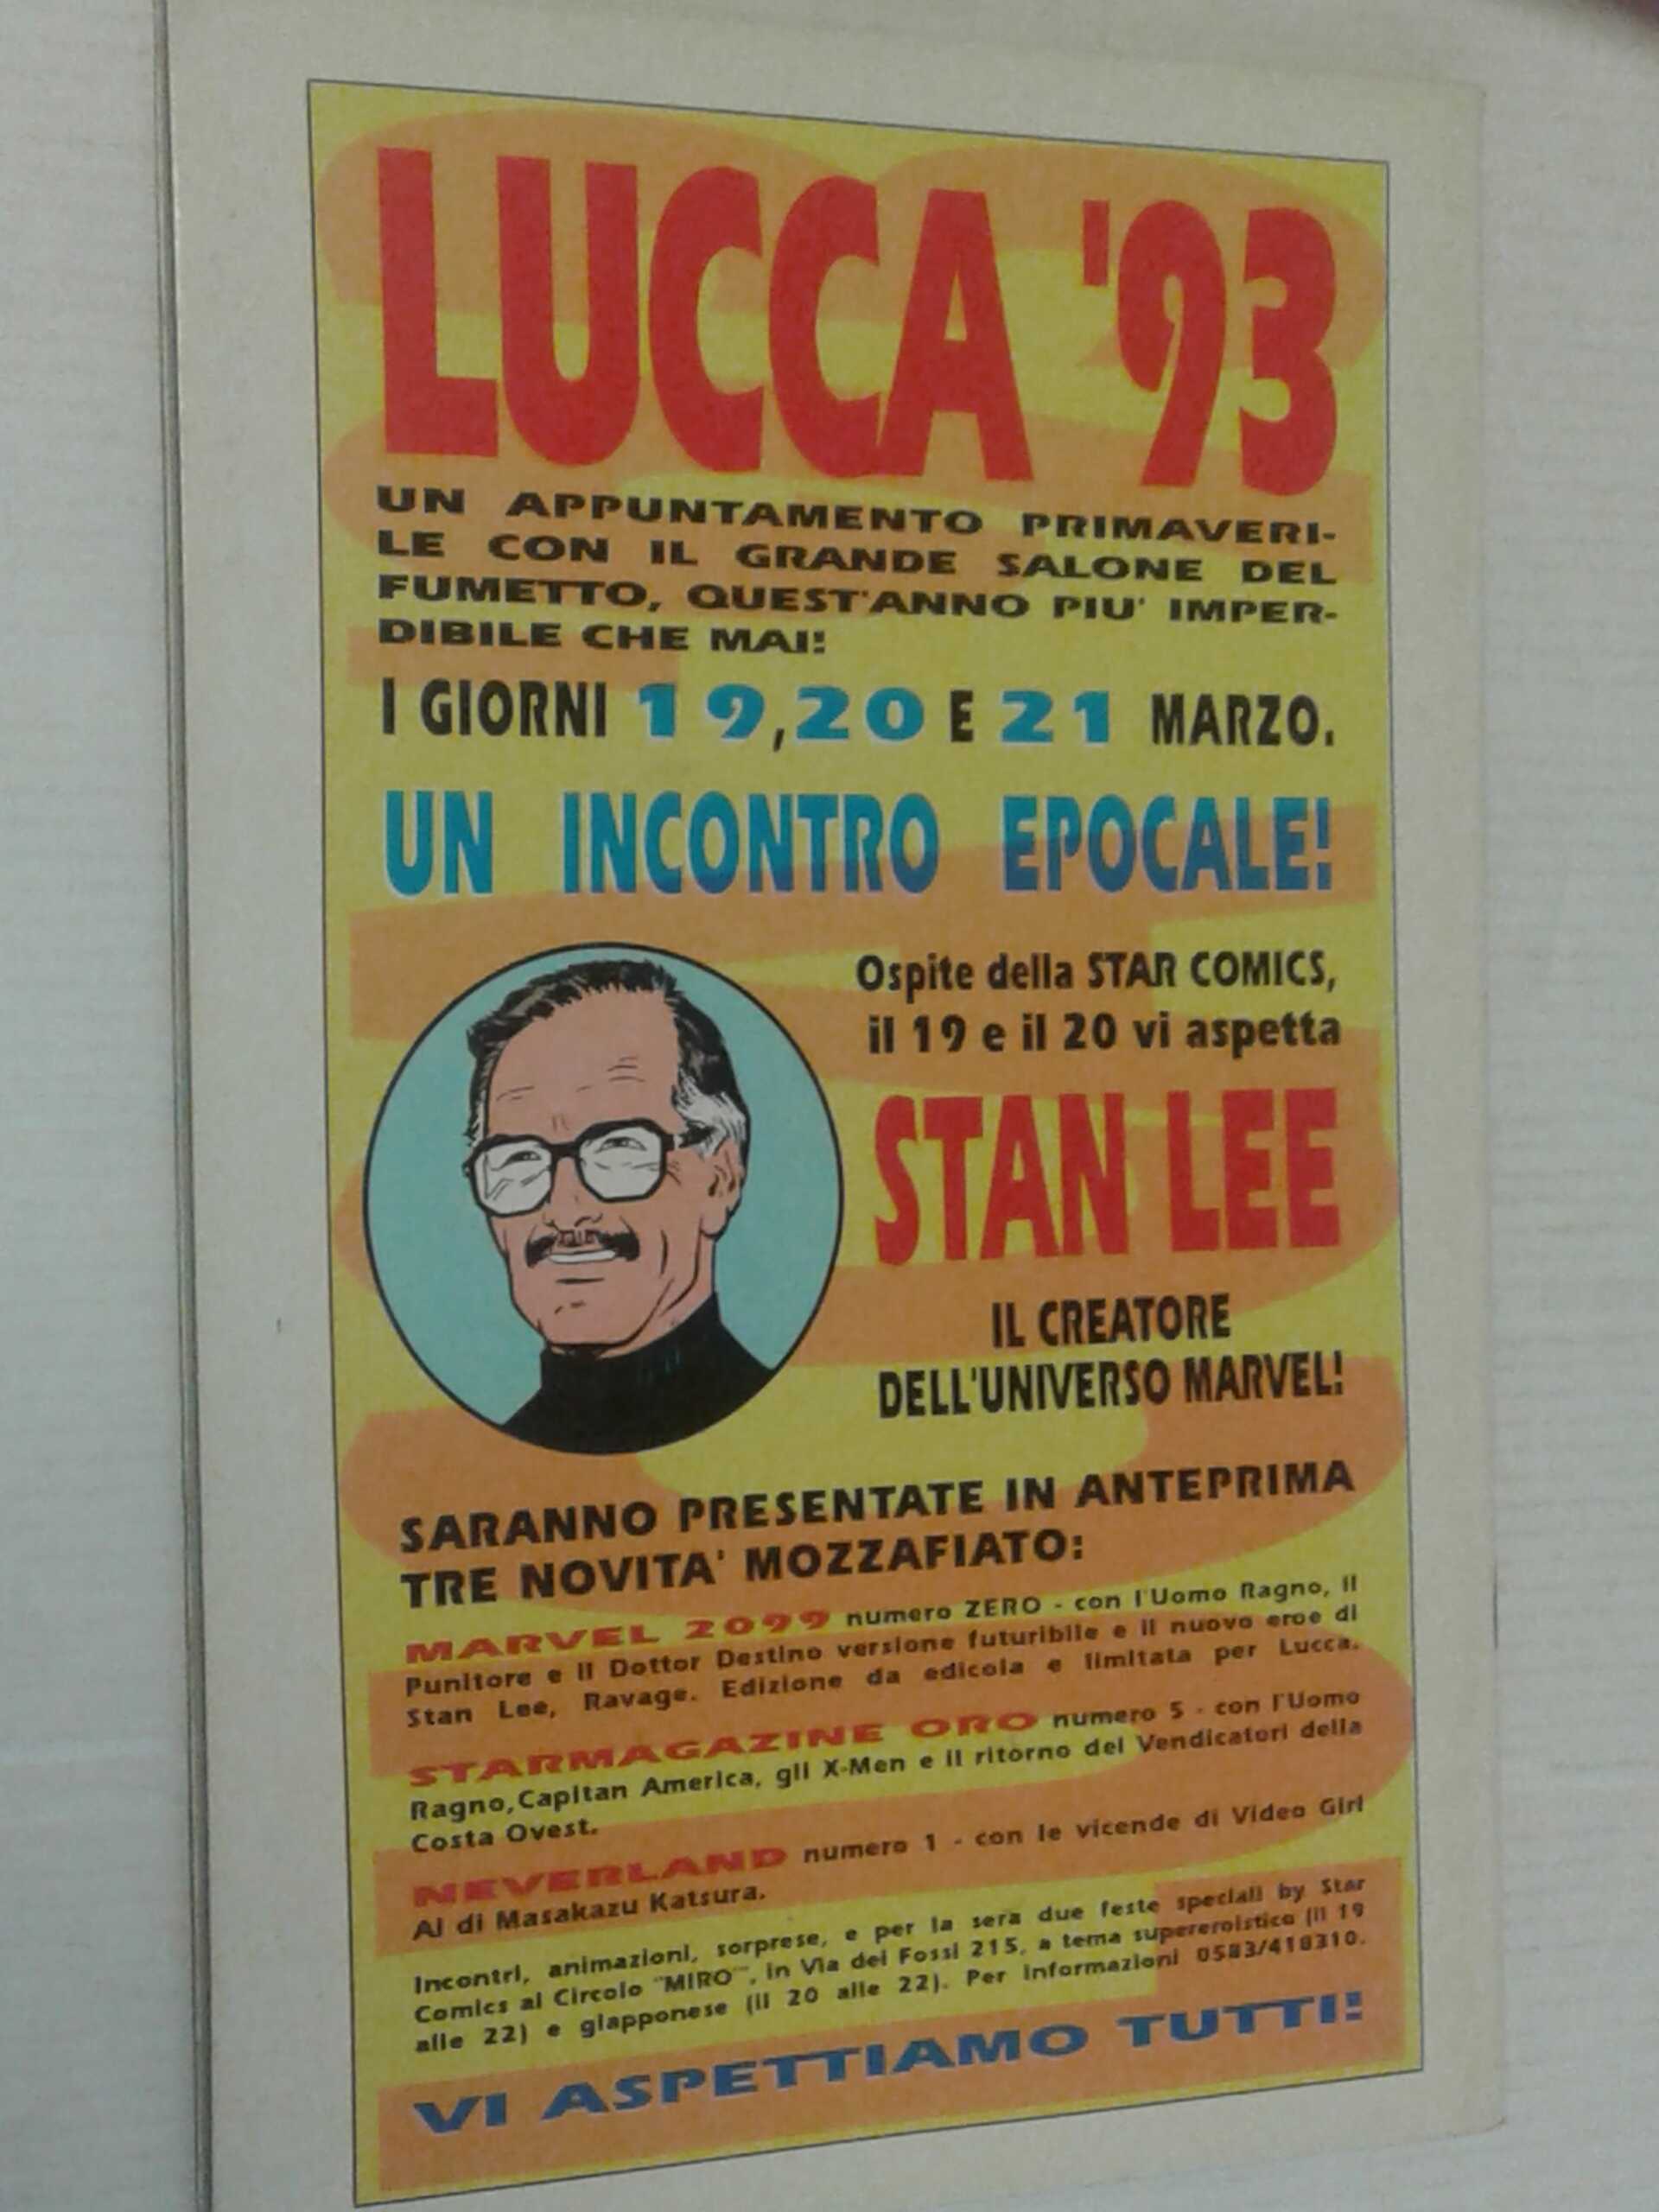 LUCCA '93
UN APPUNTAMENTO PRIMAVERI-
LE CON IL GRANDE SALONE DEL
FUMETTO, QUEST'ANNO PIU' IMPER-
DIBILE CHE MAI!
I GIORNI 19,20 E 21 MARZO.
UN INCONTRO EPOCALE!
Ospite della STAR COMICS,
il 19 e il 20 vi aspetta
STAN LEE
IL CREATORE
DELL'UNIVERSO MARVEL!
SARANNO PRESENTATE IN ANTEPRIMA
TRE NOVITA' MOZZAFIATO:
MARVEL 2099 numero ZERO - con l'Uomo Ragno, il
Punitore e il Dottor Destino versione futuribile e il nuovo eroe di
Stan Lee, Ravage. Edizione da edicola e limitata per Lucca.
STARMAGAZINE ORO numero 5 - con l'Uomo
Ragno,Capitan America, gli X-Men e il ritorno dei Vendicatori della
Costa Ovest.
NEVERLAND numero 1 - con le vicende di Video Girl
Ai di Masakazu Katsura.
Incontri, animazioni, sorprese, e per la sera due feste speciali by Star
Comics al Circolo "MIRO'", in Via dei Fossi 215, a tema supereroistico (il 19
alle 22) e giapponese (il 20 alle 22). Per informazioni 0583/418310.
VI ASPETTIAMO TUTTI!